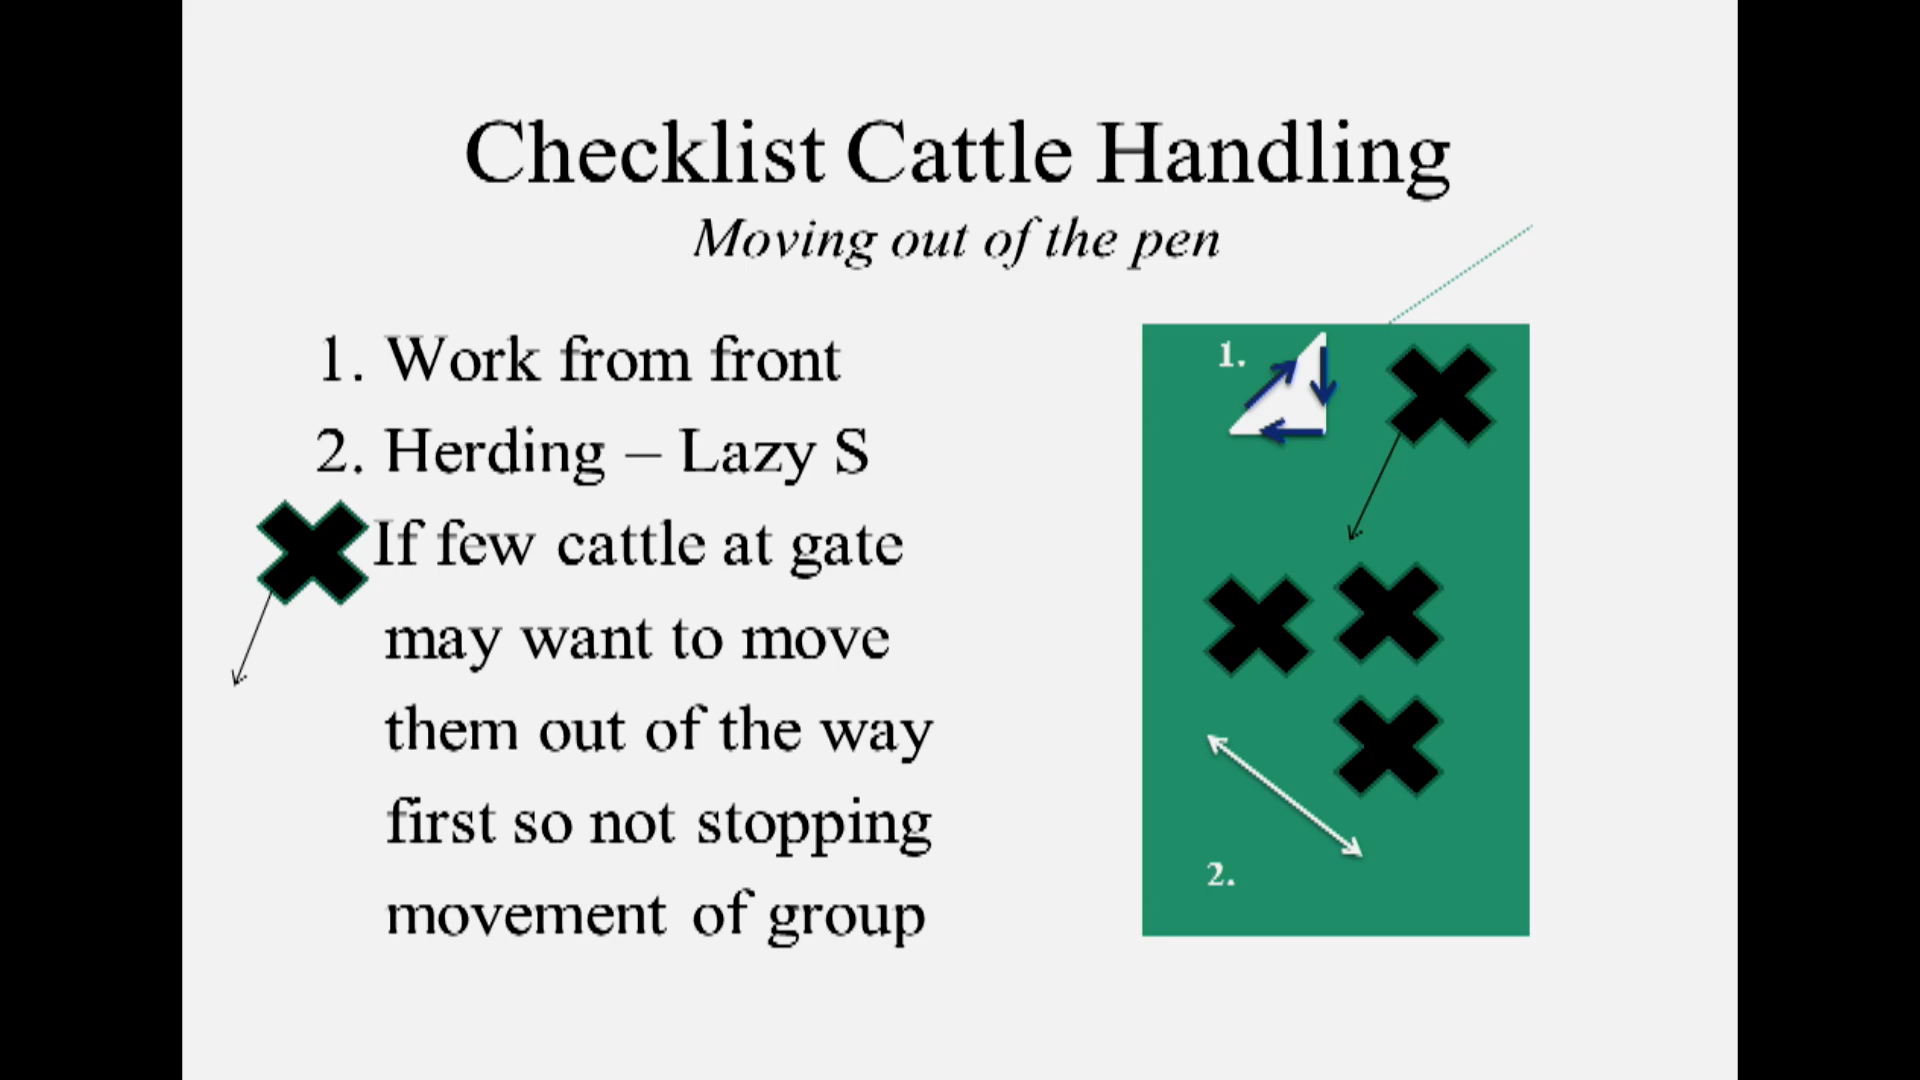 Checklist Cattle Handling
Moving out of the pen
1. Work from front
2. Herding – Lazy S
If few cattle at gate
may want to move
them out of the way
first so not stopping
movement of group
1.
2.